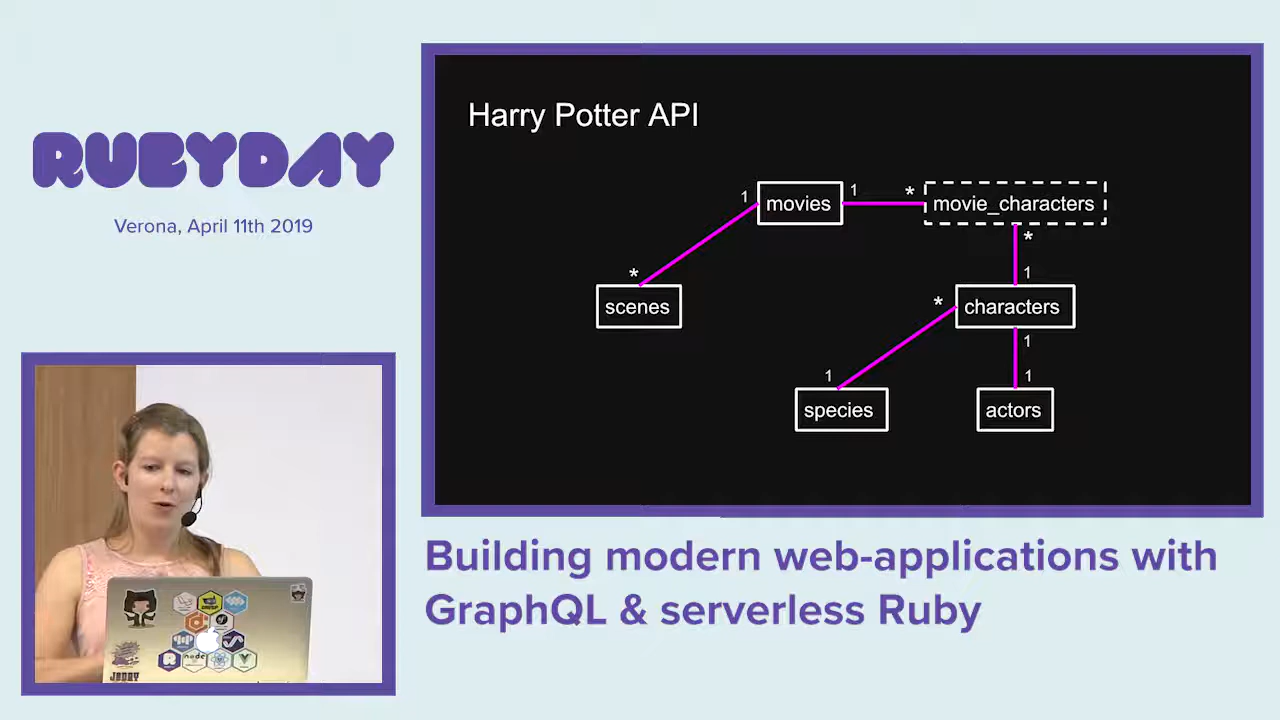 RUBYDAY
Verona, April 11th 2019
Harry Potter API
1 movies 1 * movie_characters
*
* 1
scenes * characters
1
1 1
species actors
Building modern web-applications with
GraphQL & serverless Ruby
node